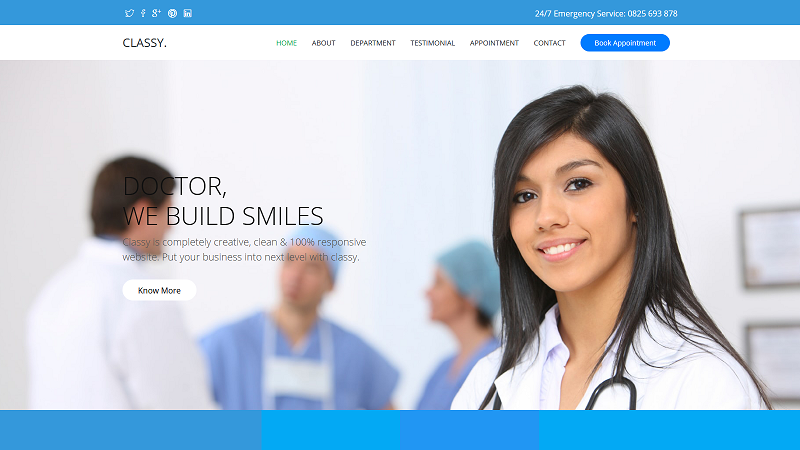 24/7 Emergency Service: 0825 693 878
CLASSY.
HOME ABOUT DEPARTMENT TESTIMONIAL APPOINTMENT CONTACT Book Appointment
DOCTOR,
WE BUILD SMILES
Classy is completely creative, clean & 100% responsive
website. Put your business into next level with classy.
Know More